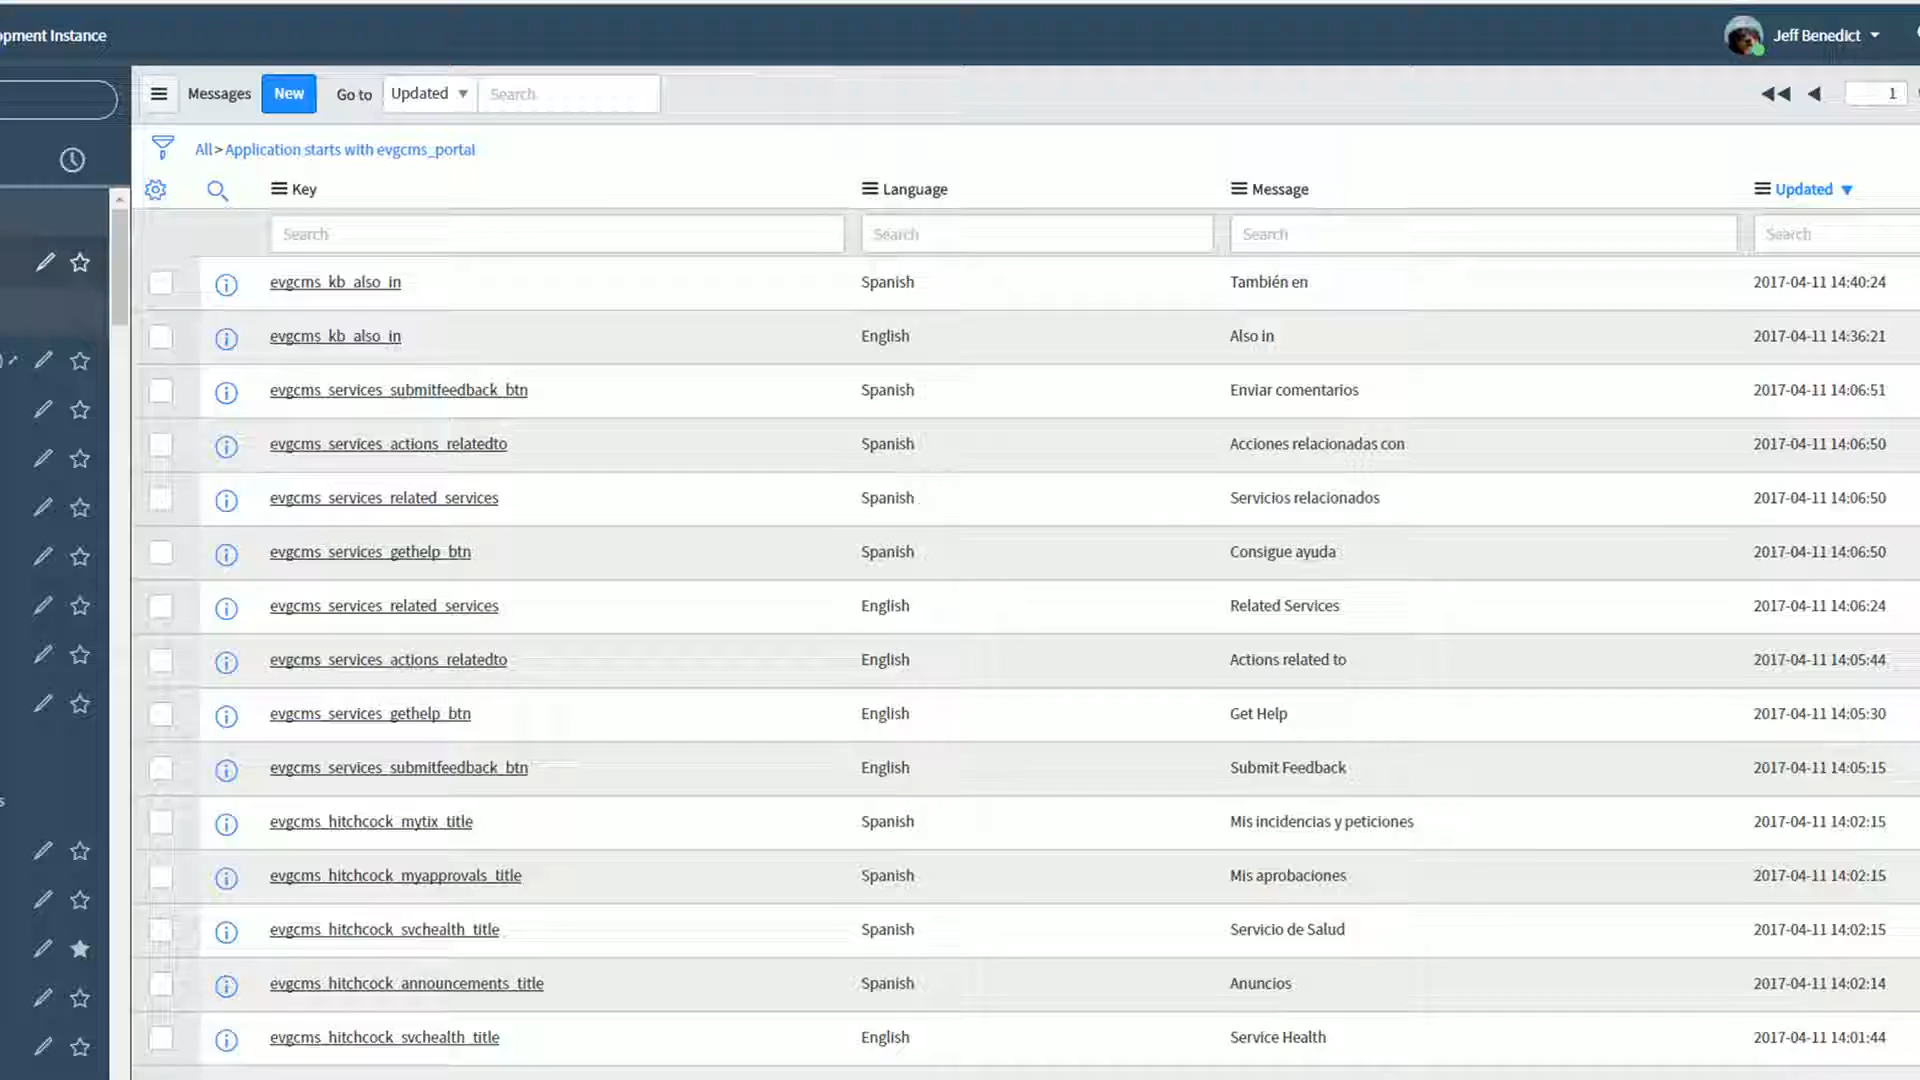 opment Instance
Jeff Benedict
Messages New Go to Updated Search 1
All > Application starts with evgcms_portal
Key Language Message Updated
Search Search Search Search
evgcms_kb_also_in Spanish También en 2017-04-11 14:40:24
evgcms_kb_also_in English Also in 2017-04-11 14:36:21
evgcms_services_submitfeedback_btn Spanish Enviar comentarios 2017-04-11 14:06:51
evgcms_services_actions_relatedto Spanish Acciones relacionadas con 2017-04-11 14:06:50
evgcms_services_related_services Spanish Servicios relacionados 2017-04-11 14:06:50
evgcms_services_gethelp_btn Spanish Consigue ayuda 2017-04-11 14:06:50
evgcms_services_related_services English Related Services 2017-04-11 14:06:24
evgcms_services_actions_relatedto English Actions related to 2017-04-11 14:05:44
evgcms_services_gethelp_btn English Get Help 2017-04-11 14:05:30
evgcms_services_submitfeedback_btn English Submit Feedback 2017-04-11 14:05:15
evgcms_hitchcock_mytix_title Spanish Mis incidencias y peticiones 2017-04-11 14:02:15
evgcms_hitchcock_myapprovals_title Spanish Mis aprobaciones 2017-04-11 14:02:15
evgcms_hitchcock_svchealth_title Spanish Servicio de Salud 2017-04-11 14:02:15
evgcms_hitchcock_announcements_title Spanish Anuncios 2017-04-11 14:02:14
evgcms_hitchcock_svchealth_title English Service Health 2017-04-11 14:01:44